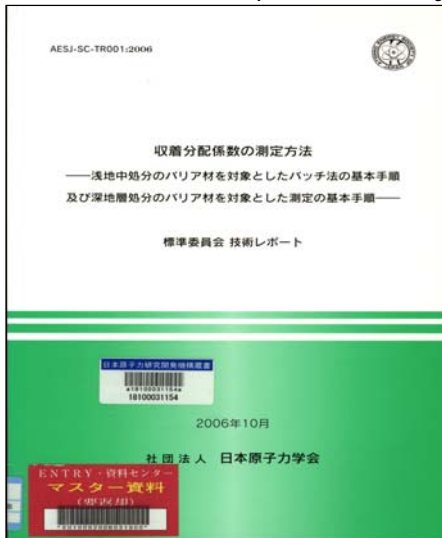 AESJ-SC-TR001:2006
収着分配係数の測定方法
――浅地中処分のバリア材を対象としたバッチ法の基本手順
及び深地層処分のバリア材を対象とした測定の基本手順――
標準委員会 技術レポート
日本原子力研究開発機構蔵書
18100031154
2006年10月
社団法人 日本原子力学会
ENTRY・資料センター
マスター資料
(要返却)